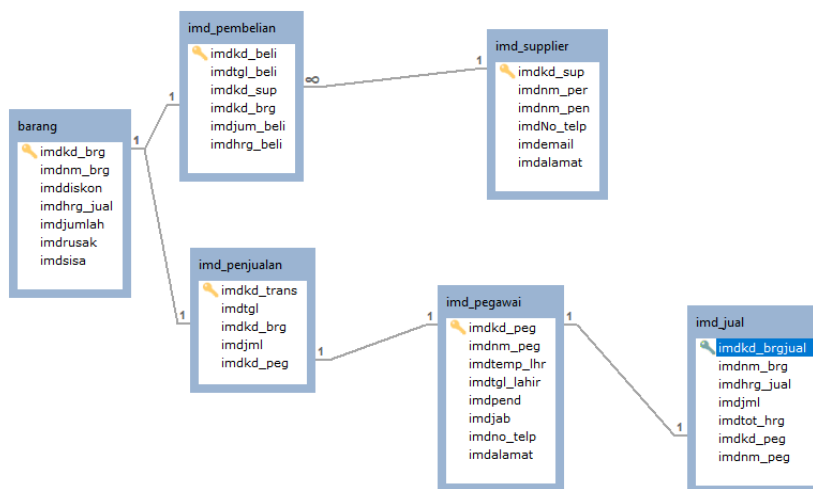 imd_pembelian
imdkd_beli
imdtgl_beli
imdkd_sup
imdkd_brg
imdjum_beli
imdhrg_beli
imd_supplier
imdkd_sup
imdnm_per
imdnm_pen
imdNo_telp
imdemail
imdalamat
barang
imdkd_brg
imdnm_brg
imddiskon
imdhrg_jual
imdjumlah
imdrusak
imdsisa
imd_penjualan
imdkd_trans
imdtgl
imdkd_brg
imdjml
imdkd_peg
imd_pegawai
imdkd_peg
imdnm_peg
imdtemp_lhr
imdtgl_lahir
imdpend
imdjab
imdno_telp
imdalamat
imd_jual
imdkd_brgjual
imdnm_brg
imdhrg_jual
imdjml
imdtot_hrg
imdkd_peg
imdnm_peg
1
1
∞
1
1
1
1
1
1
1